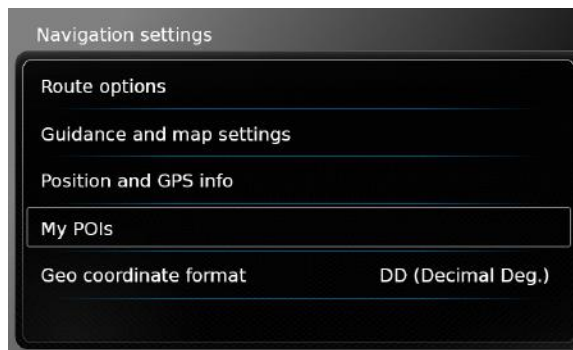 Navigation settings
Route options
Guidance and map settings
Position and GPS info
My POIs
Geo coordinate format DD (Decimal Deg.)